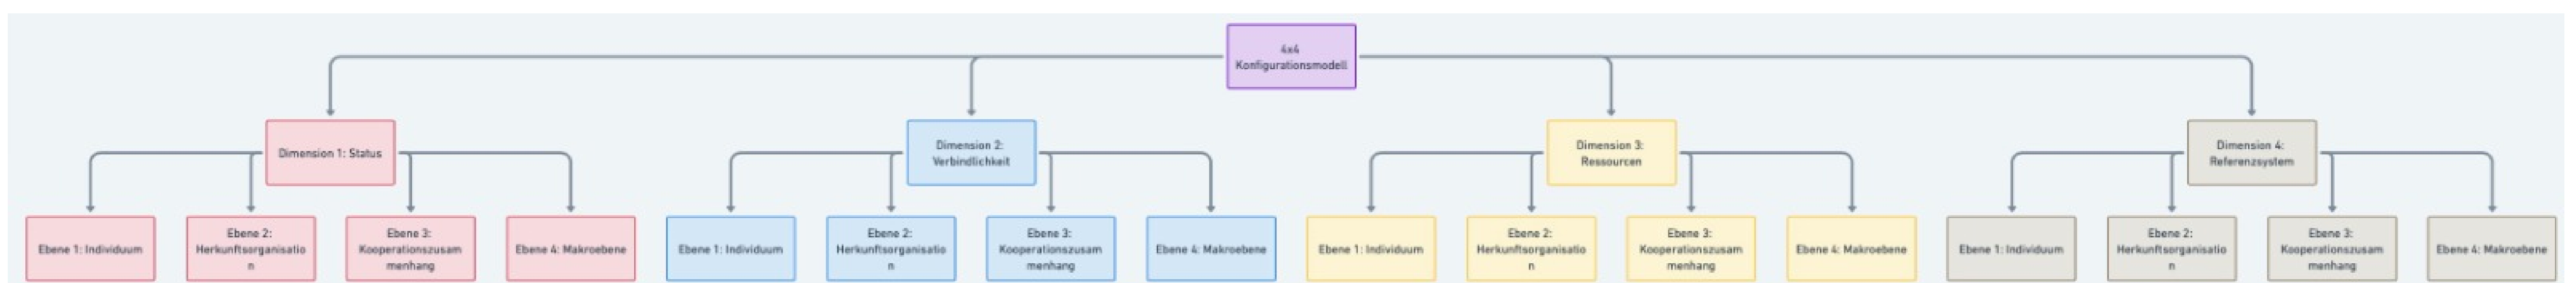 4x4
Konfigurationsmodell
Dimension 1: Status
Dimension 2:
Verbindlichkeit
Dimension 3:
Ressourcen
Dimension 4:
Referenzsystem
Ebene 1: Individuum
Ebene 2:
Herkunftsorganisatio
n
Ebene 3:
Kooperationszusam
menhang
Ebene 4: Makroebene
Ebene 1: Individuum
Ebene 2:
Herkunftsorganisatio
n
Ebene 3:
Kooperationszusam
menhang
Ebene 4: Makroebene
Ebene 1: Individuum
Ebene 2:
Herkunftsorganisatio
n
Ebene 3:
Kooperationszusam
menhang
Ebene 4: Makroebene
Ebene 1: Individuum
Ebene 2:
Herkunftsorganisatio
n
Ebene 3:
Kooperationszusam
menhang
Ebene 4: Makroebene